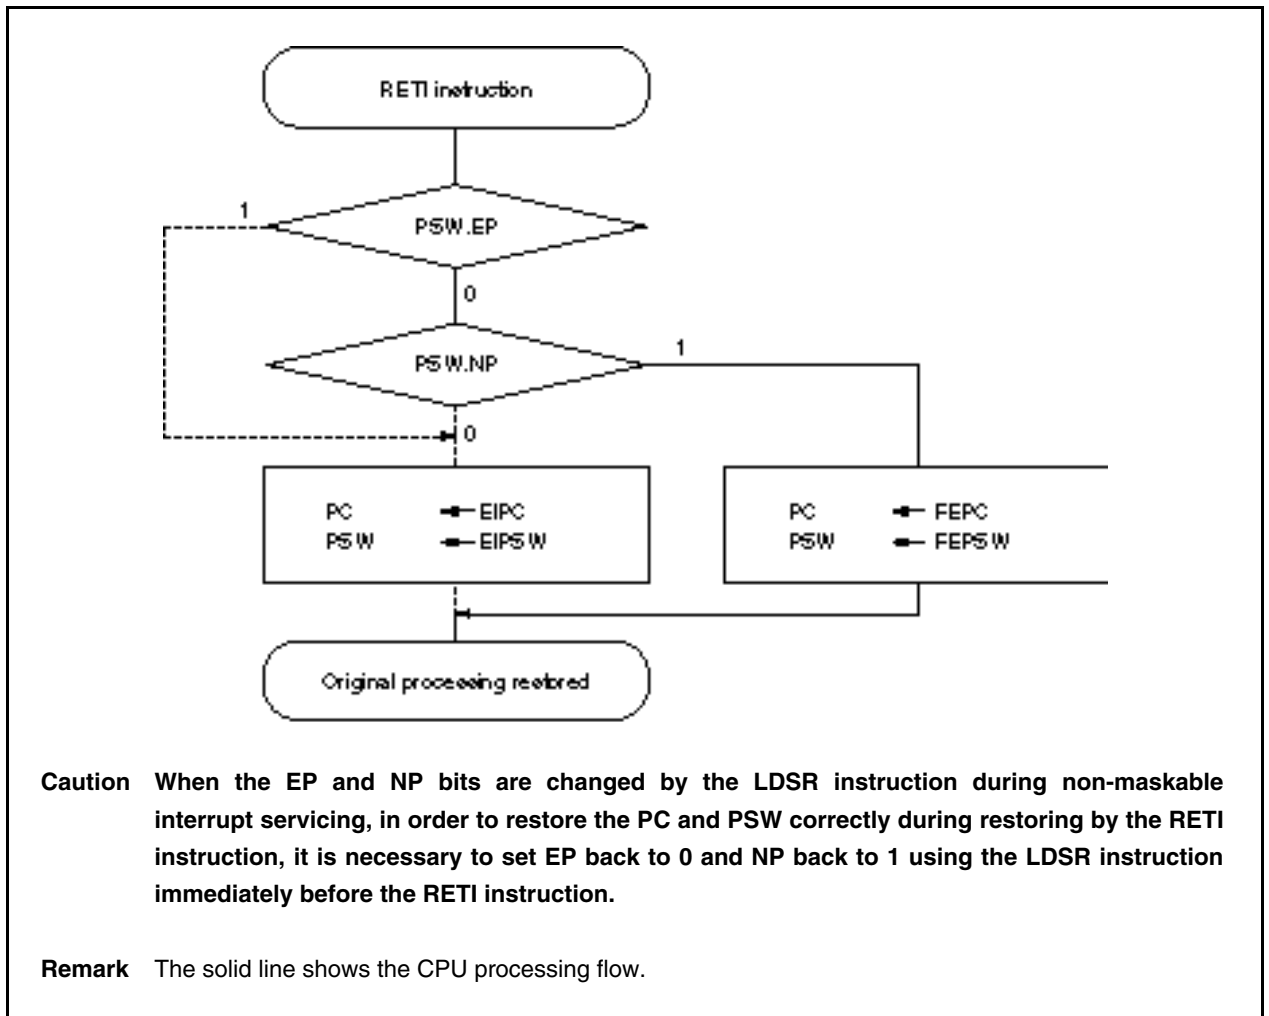 RETI instruction
1
PSW.EP
0
PSW.NP
1
0
PC ← EIPC
PSW ← EIPSW
PC ← FEPC
PSW ← FEPSW
Original processing restored
Caution When the EP and NP bits are changed by the LDSR instruction during non-maskable
interrupt servicing, in order to restore the PC and PSW correctly during restoring by the RETI
instruction, it is necessary to set EP back to 0 and NP back to 1 using the LDSR instruction
immediately before the RETI instruction.
Remark The solid line shows the CPU processing flow.